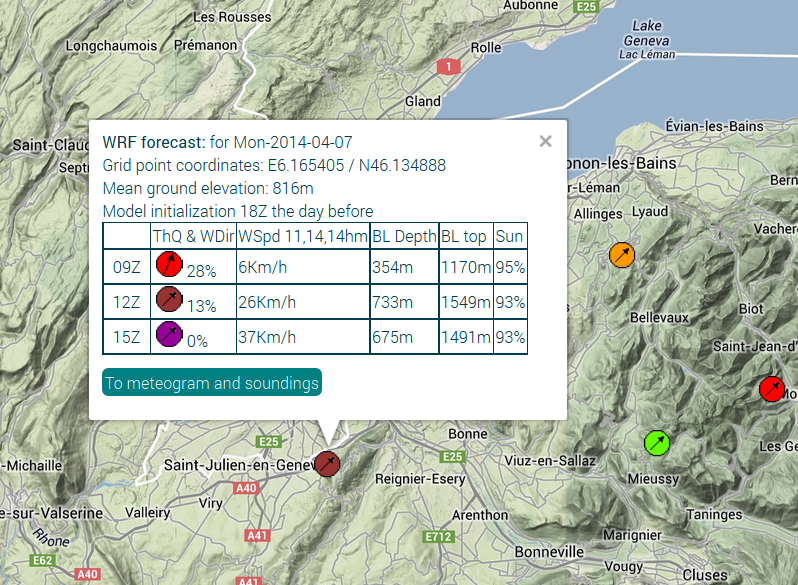 Les Rousses
Aubonne
E25
Longchaumois
Prémanon
Lake
Geneva
Lac Léman
Rolle
1
Gland
Évian-les-Bains
Saint-Clau
Septm
onon-les-Bains
r-Léman
Bern
Allinges
Lyaud
Vacher
WRF forecast: for Mon-2014-04-07
×
Grid point coordinates: E6.165405 / N46.134888
Mean ground elevation: 816m
Model initialization 18Z the day before
ThQ & WDir WSpd 11,14,14hm BL Depth BL top Sun
09Z 28% 6Km/h 354m 1170m 95%
12Z 13% 26Km/h 733m 1549m 93%
15Z 0% 37Km/h 675m 1491m 93%
To meteogram and soundings
Bellevaux
Biot
Saint-Jean-d'
Mo
Bonne
E25
E25
-Michaille
Saint-Julien-en-Genev
Viuz-en-Sallaz
Les Ge
Reignier-Esery
Mieussy
A40
e-sur-Valserine
Valleiry
Viry
Arenthon
Taninges
Rhone
A41
E712
Marignier
E62
Bonneville
A40
A41
Vougy
Cluses